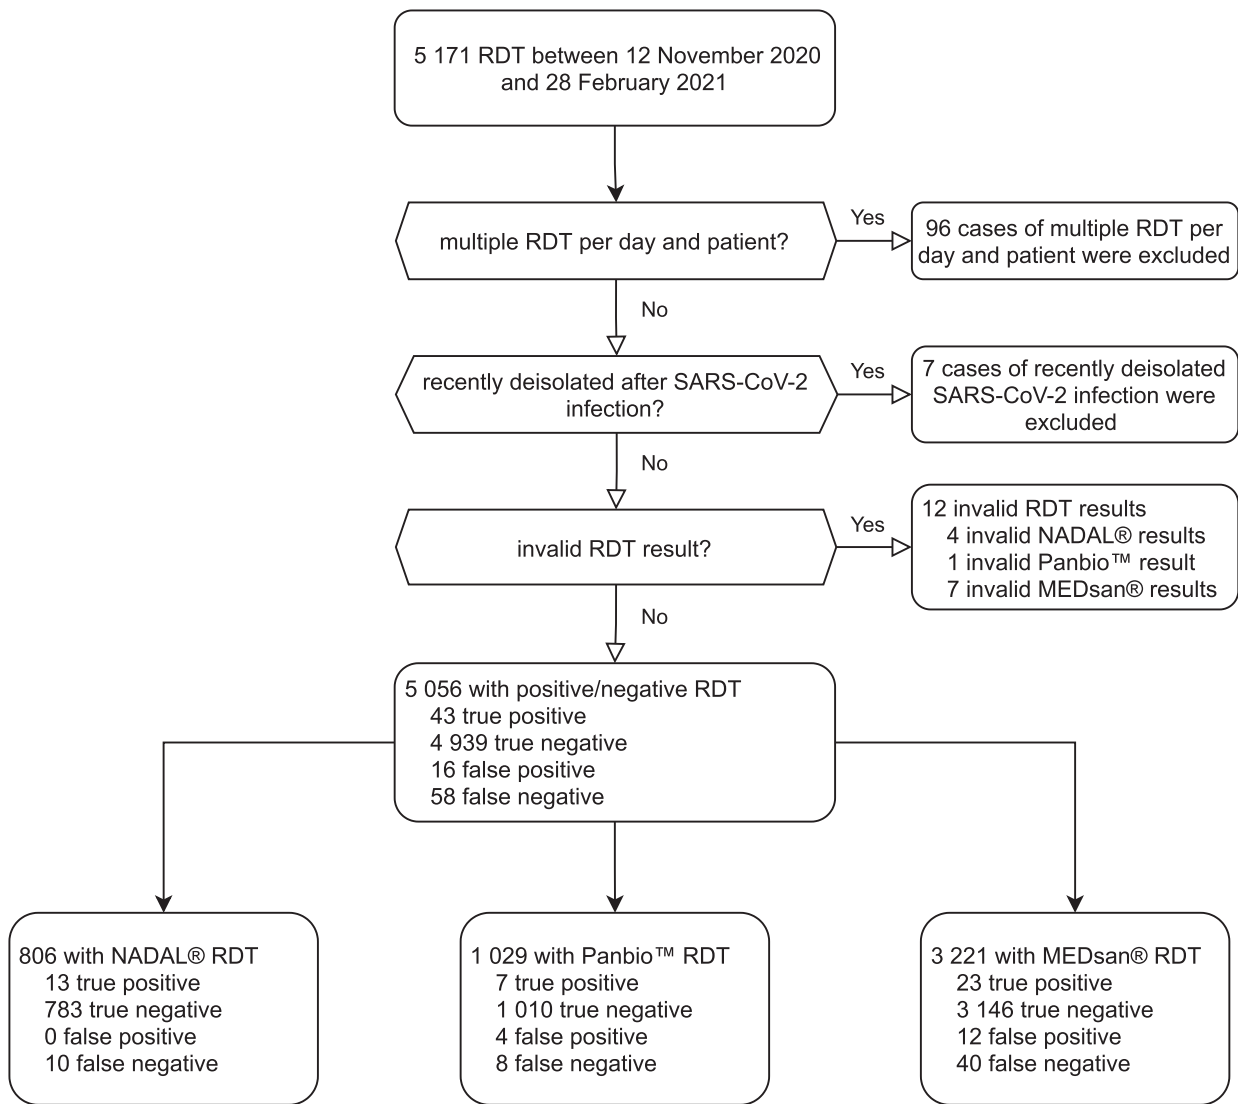 5 171 RDT between 12 November 2020
and 28 February 2021
multiple RDT per day and patient?
Yes
96 cases of multiple RDT per
day and patient were excluded
No
recently deisolated after SARS-CoV-2
infection?
Yes
7 cases of recently deisolated
SARS-CoV-2 infection were
excluded
No
invalid RDT result?
Yes
12 invalid RDT results
4 invalid NADAL® results
1 invalid Panbio™ result
7 invalid MEDsan® results
No
5 056 with positive/negative RDT
43 true positive
4 939 true negative
16 false positive
58 false negative
806 with NADAL® RDT
13 true positive
783 true negative
0 false positive
10 false negative
1 029 with Panbio™ RDT
7 true positive
1 010 true negative
4 false positive
8 false negative
3 221 with MEDsan® RDT
23 true positive
3 146 true negative
12 false positive
40 false negative